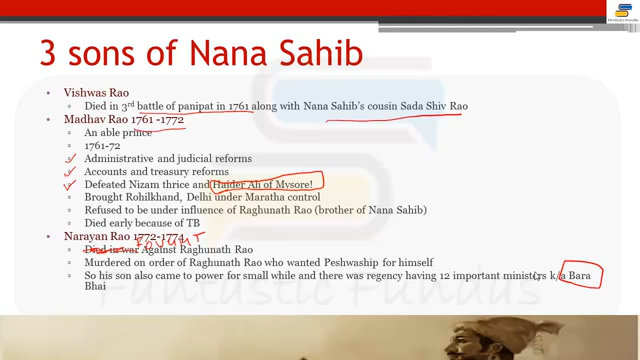 3 sons of Nana Sahib
Vishwas Rao
Died in 3rd battle of panipat in 1761 along with Nana Sahib's cousin Sada Shiv Rao
Madhav Rao 1761 -1772
An able prince
1761-72
Administrative and judicial reforms
Accounts and treasury reforms
Defeated Nizam thrice and Haider Ali of Mysore!
Brought Rohilkhand, Delhi under Maratha control
Refused to be under influence of Raghunath Rao (brother of Nana Sahib)
Died early because of TB
Narayan Rao 1772-1774
FOUGHT
Died in war Against Raghunath Rao
Murdered on order of Raghunath Rao who wanted Peshwaship for himself
So his son also came to power for small while and there was regency having 12 important ministers k/a Bara
Bhai
Fantastic Fundus